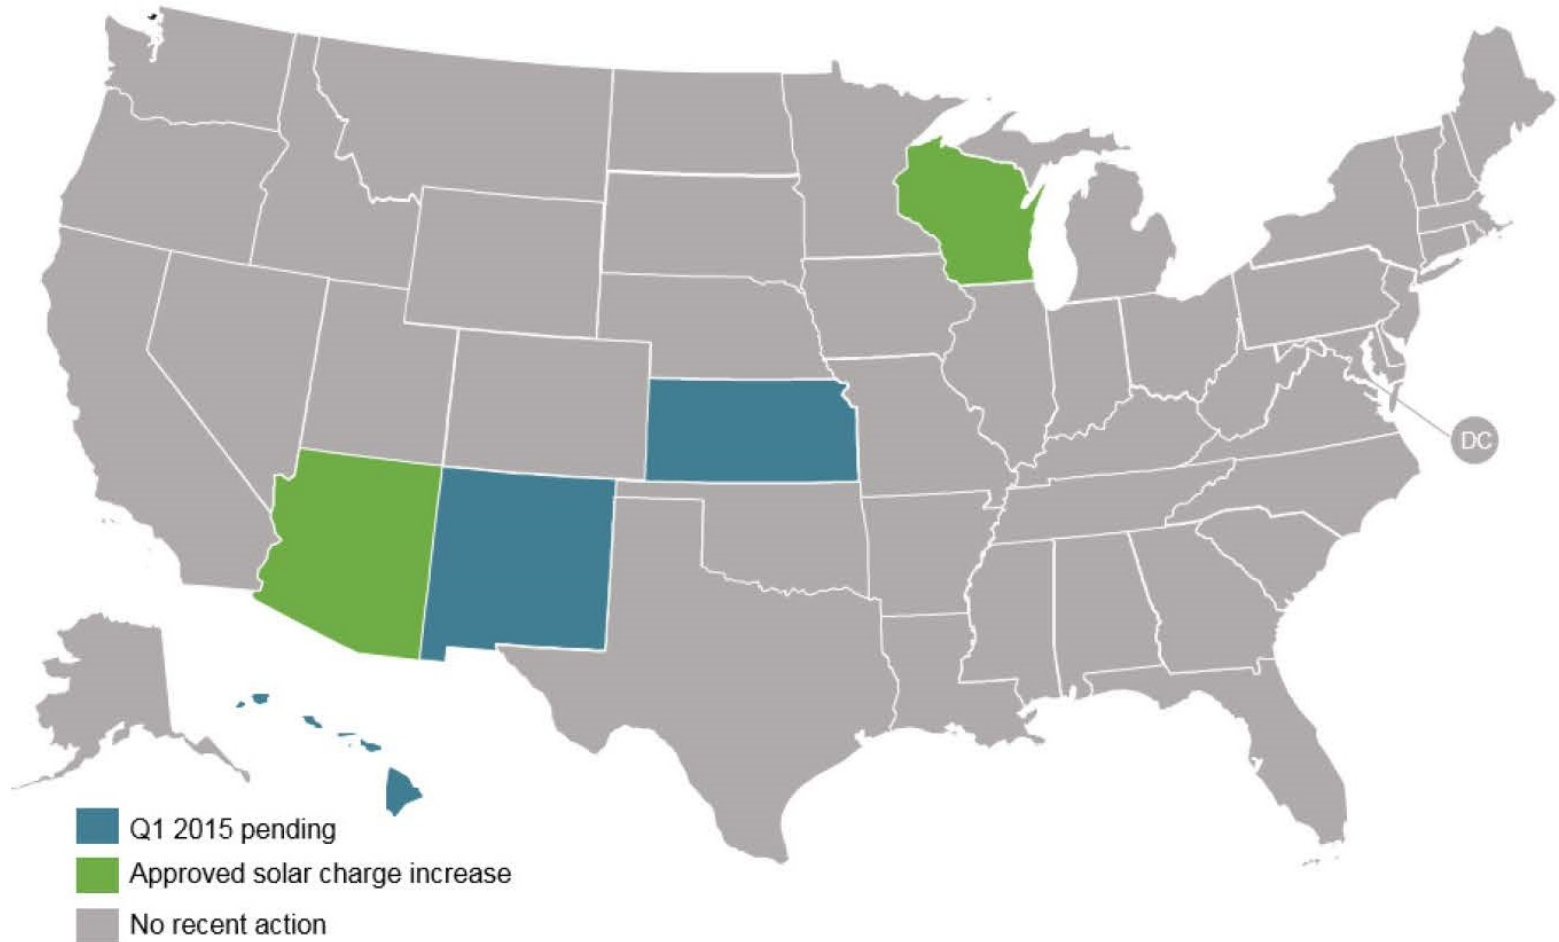 DC
Q1 2015 pending
Approved solar charge increase
No recent action